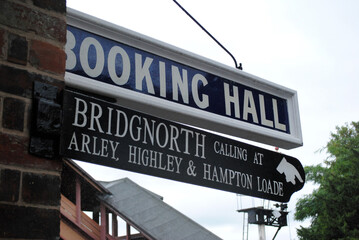 BOOKING HALL
BRIDGNORTH CALLING AT
ARLEY, HIGHLEY & HAMPTON LOADE